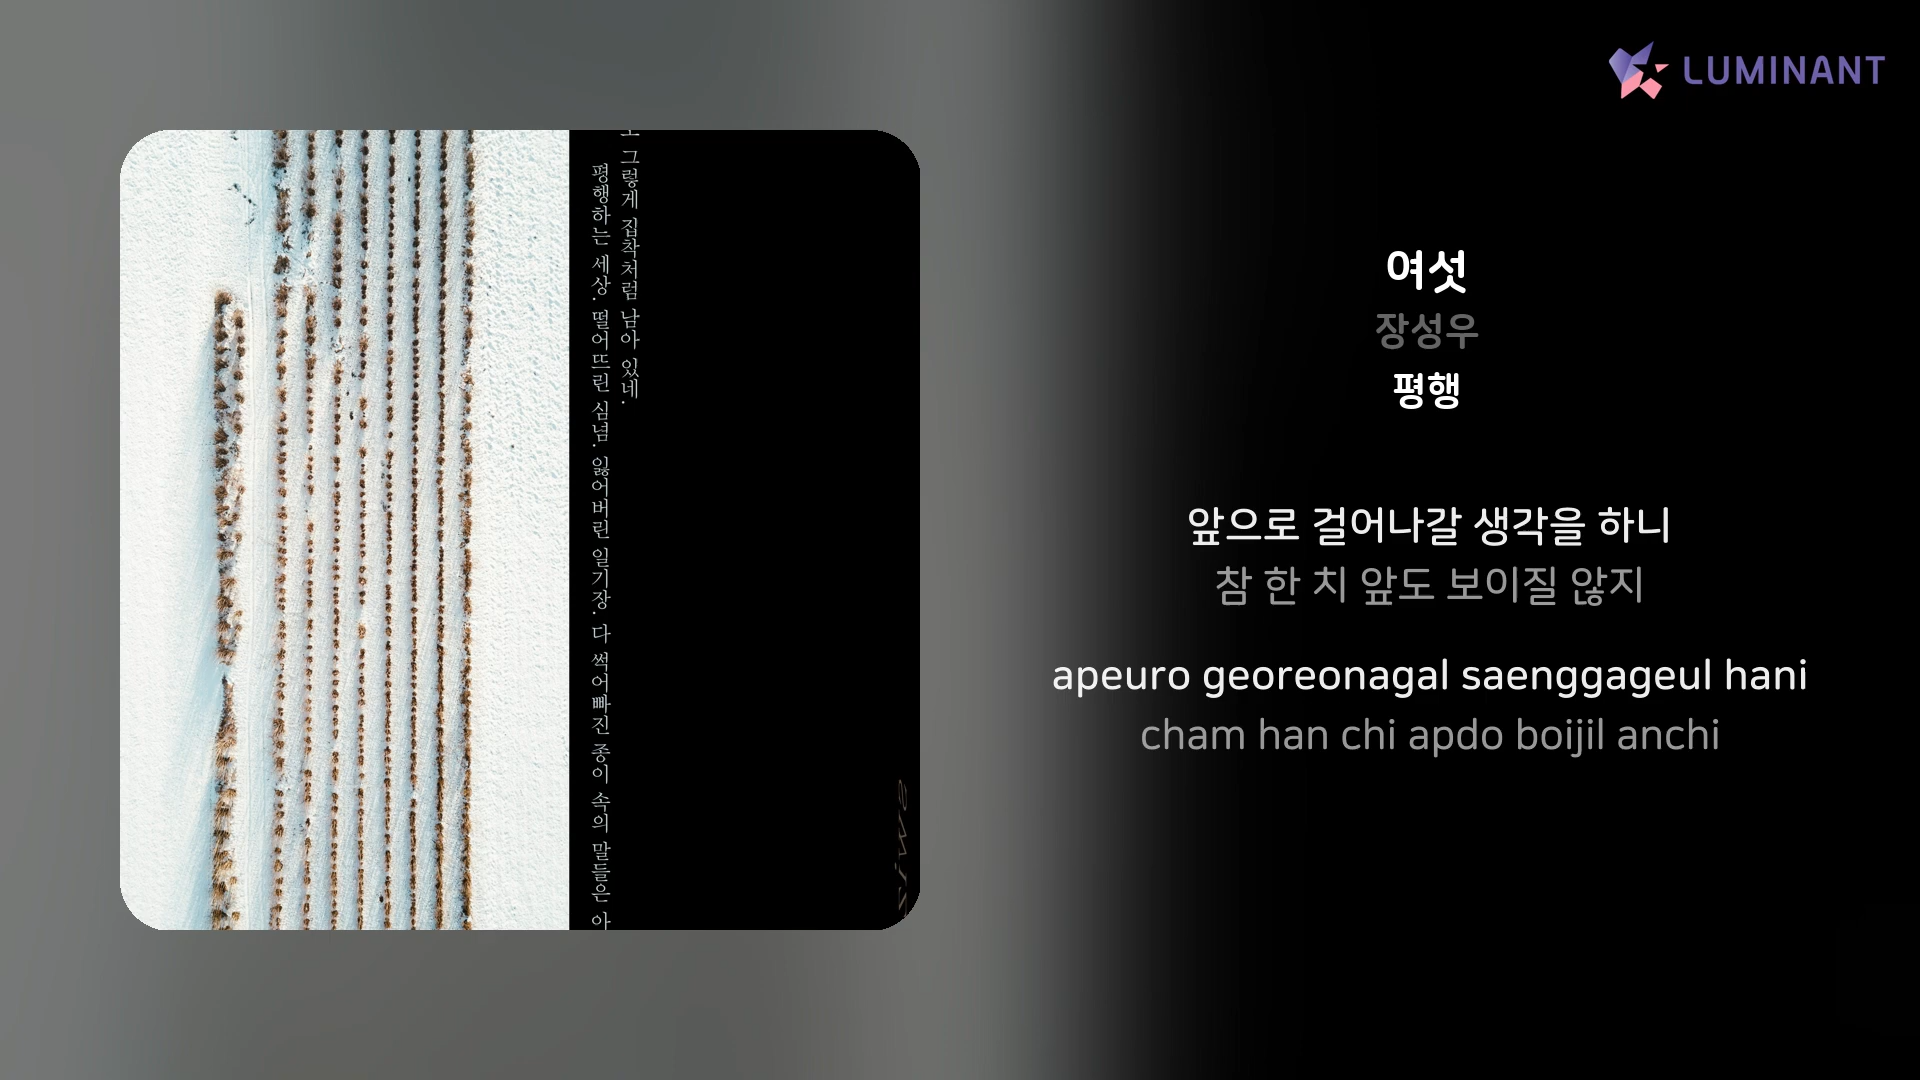 LUMINANT
그렇게 집착처럼 남아 있네.
평행하는 세상. 떨어뜨린 심념. 잃어버린 일기장. 다 썩어빠진 종이 속의 말들은 아
여섯
장성우
평행
앞으로 걸어나갈 생각을 하니
참 한 치 앞도 보이질 않지
apeuro georeonagal saenggageul hani
cham han chi apdo boijil anchi